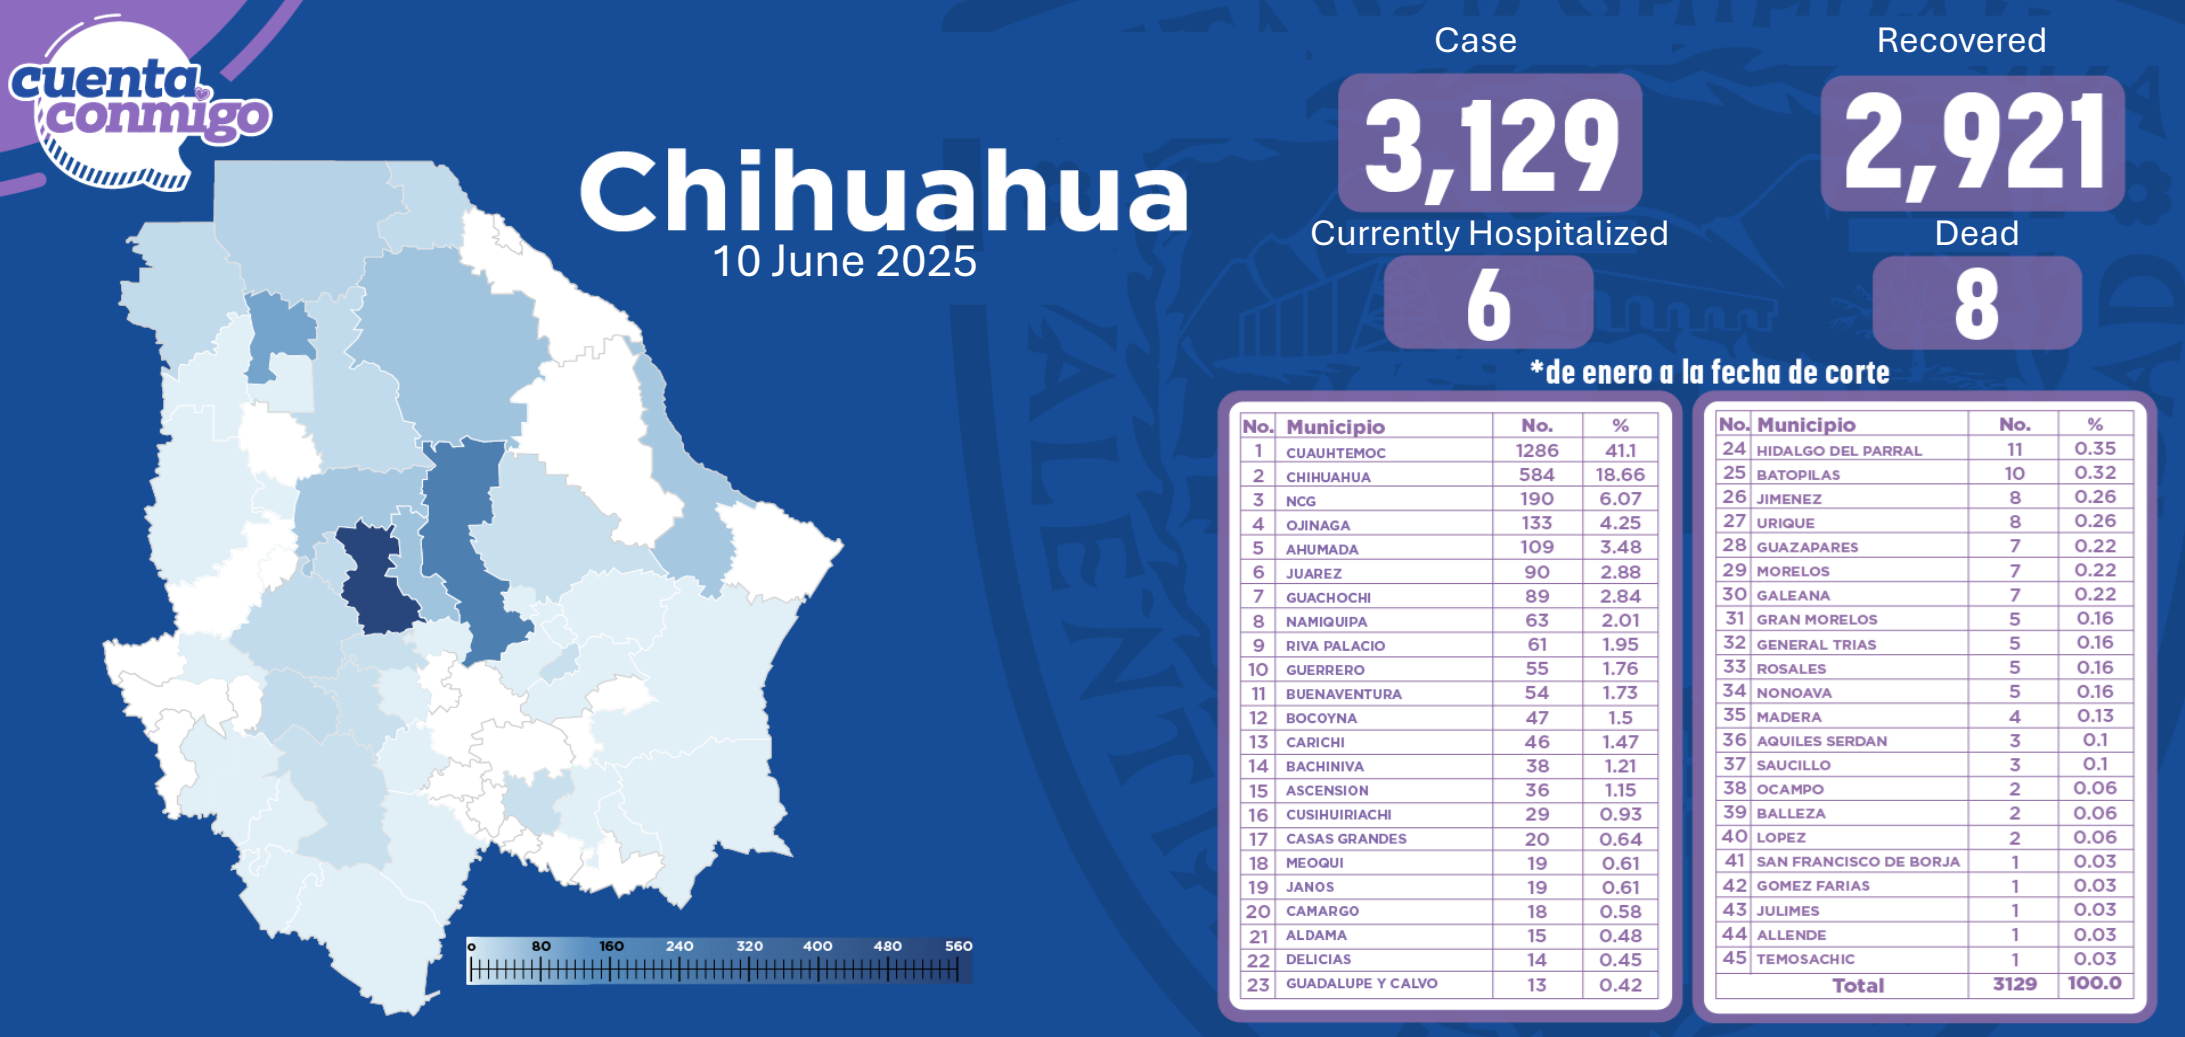 cuenta
conmigo
Chihuahua
10 June 2025
Case
3,129
Recovered
2,921
Currently Hospitalized
6
Dead
8
*de enero a la fecha de corte
No. Municipio No. %
1 CUAUHTEMOC 1286 41.1
2 CHIHUAHUA 584 18.66
3 NCG 190 6.07
4 OJINAGA 133 4.25
5 AHUMADA 109 3.48
6 JUAREZ 90 2.88
7 GUACHOCHI 89 2.84
8 NAMIQUIPA 63 2.01
9 RIVA PALACIO 61 1.95
10 GUERRERO 55 1.76
11 BUENAVENTURA 54 1.73
12 BOCOYNA 47 1.5
13 CARICHI 46 1.47
14 BACHINIVA 38 1.21
15 ASCENSION 36 1.15
16 CUSIHUIRIACHI 29 0.93
17 CASAS GRANDES 20 0.64
18 MEOQUI 19 0.61
19 JANOS 19 0.61
20 CAMARGO 18 0.58
21 ALDAMA 15 0.48
22 DELICIAS 14 0.45
23 GUADALUPE Y CALVO 13 0.42
No. Municipio No. %
24 HIDALGO DEL PARRAL 11 0.35
25 BATOPILAS 10 0.32
26 JIMENEZ 8 0.26
27 URIQUE 8 0.26
28 GUAZAPARES 7 0.22
29 MORELOS 7 0.22
30 GALEANA 7 0.22
31 GRAN MORELOS 5 0.16
32 GENERAL TRIAS 5 0.16
33 ROSALES 5 0.16
34 NONOAVA 5 0.16
35 MADERA 4 0.13
36 AQUILES SERDAN 3 0.1
37 SAUCILLO 3 0.1
38 OCAMPO 2 0.06
39 BALLEZA 2 0.06
40 LOPEZ 2 0.06
41 SAN FRANCISCO DE BORJA 1 0.03
42 GOMEZ FARIAS 1 0.03
43 JULIMES 1 0.03
44 ALLENDE 1 0.03
45 TEMOSACHIC 1 0.03
Total 3129 100.0
0 80 160 240 320 400 480 560